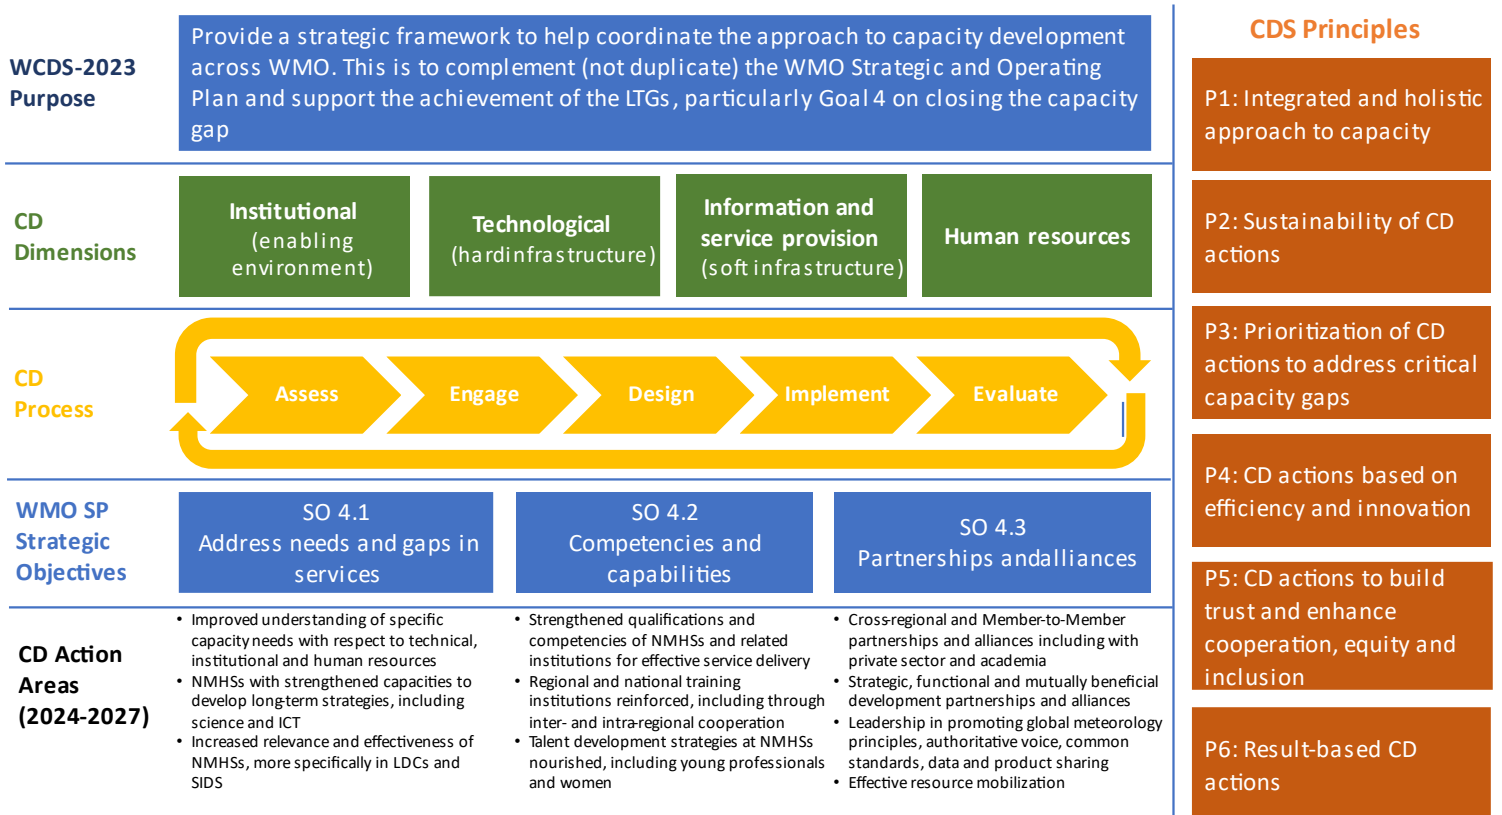 WCDS-2023
Purpose
Provide a strategic framework to help coordinate the approach to capacity development
across WMO. This is to complement (not duplicate) the WMO Strategic and Operating
Plan and support the achievement of the LTGs, particularly Goal 4 on closing the capacity
gap
CD
Dimensions
Institutional
(enabling
environment)
Technological
(hardinfrastructure)
Information and
service provision
(soft infrastructure)
Human resources
CD
Process
Assess
Engage
Design
Implement
Evaluate
WMO SP
Strategic
Objectives
SO 4.1
Address needs and gaps in
services
SO 4.2
Competencies and
capabilities
SO 4.3
Partnerships andalliances
CD Action
Areas
(2024-2027)
• Improved understanding of specific
capacity needs with respect to technical,
institutional and human resources
• NMHSs with strengthened capacities to
develop long-term strategies, including
science and ICT
• Increased relevance and effectiveness of
NMHSs, more specifically in LDCs and
SIDS
• Strengthened qualifications and
competencies of NMHSs and related
institutions for effective service delivery
• Regional and national training
institutions reinforced, including through
inter- and intra-regional cooperation
• Talent development strategies at NMHSs
nourished, including young professionals
and women
• Cross-regional and Member-to-Member
partnerships and alliances including with
private sector and academia
• Strategic, functional and mutually beneficial
development partnerships and alliances
• Leadership in promoting global meteorology
principles, authoritative voice, common
standards, data and product sharing
• Effective resource mobilization
CDS Principles
P1: Integrated and holistic
approach to capacity
P2: Sustainability of CD
actions
P3: Prioritization of CD
actions to address critical
capacity gaps
P4: CD actions based on
efficiency and innovation
P5: CD actions to build
trust and enhance
cooperation, equity and
inclusion
P6: Result-based CD
actions